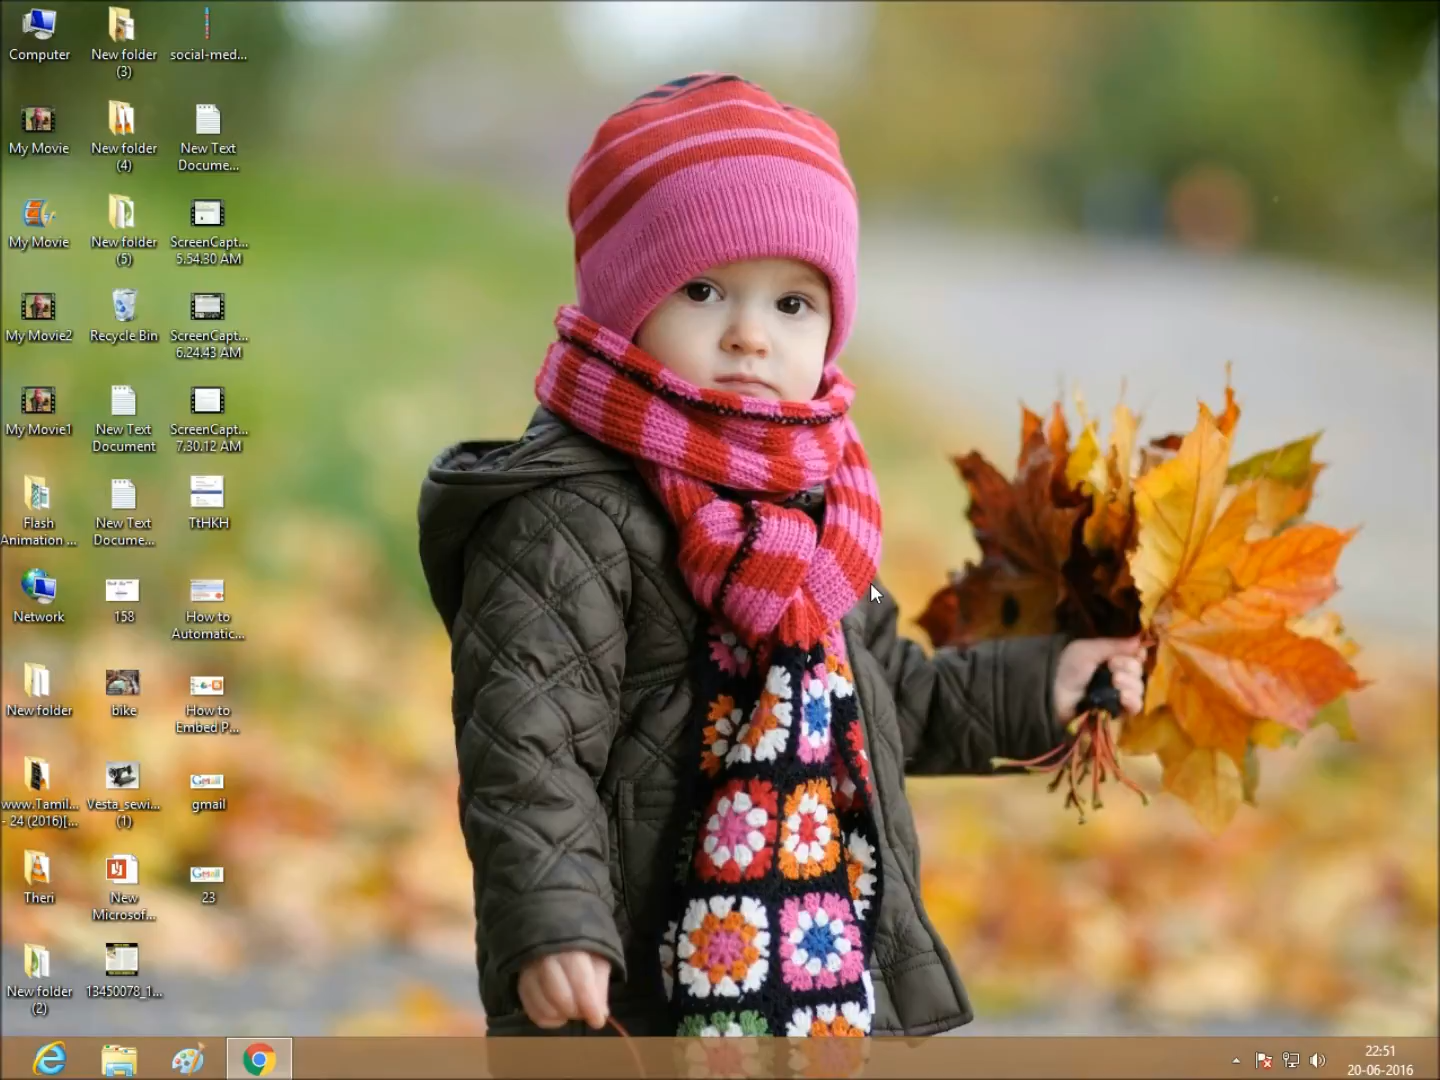 Computer
New folder
(3)
social-med...
My Movie
New folder
(4)
New Text
Docume...
My Movie
New folder
(5)
ScreenCapt...
5.54.30 AM
My Movie2
Recycle Bin
ScreenCapt...
6.24.43 AM
My Movie1
New Text
Document
ScreenCapt...
7.30.12 AM
Flash
Animation ...
New Text
Docume...
TtHKH
Network
158
How to
Automatic...
New folder
bike
How to
Embed P...
www.Tamil...
- 24 (2016)[...
Vesta_sewi...
(1)
Gmail
gmail
Theri
New
Microsof...
Gmail
23
New folder
(2)
13450078_1...
22:51
20-06-2016